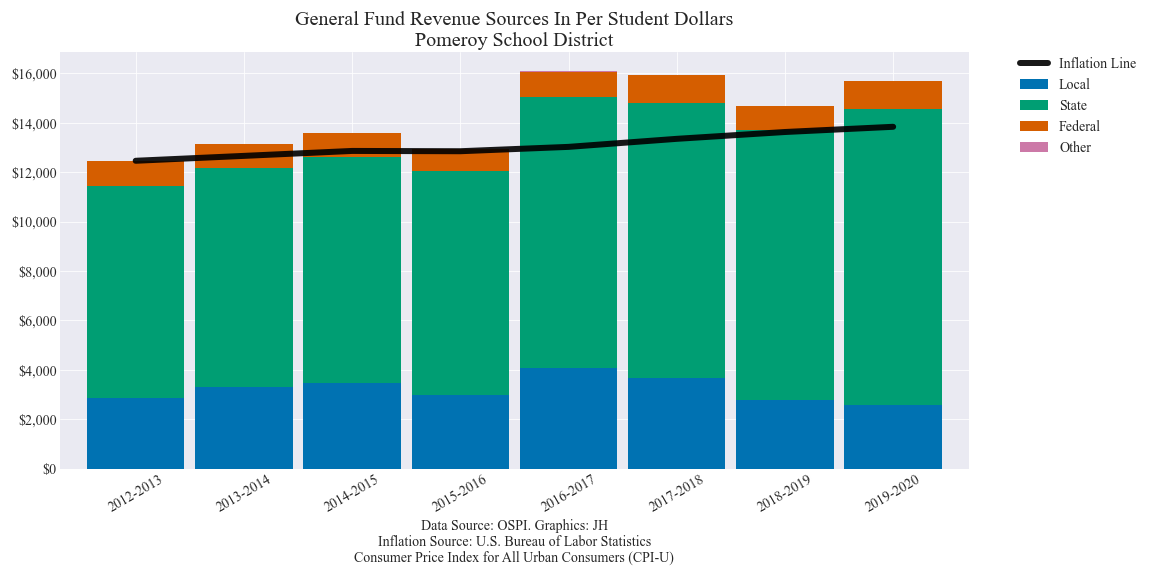 General Fund Revenue Sources In Per Student Dollars
Pomeroy School District
Inflation Line
Local
State
Federal
Other
$16,000
$14,000
$12,000
$10,000
$8,000
$6,000
$4,000
$2,000
$0
2012-2013
2013-2014
2014-2015
2015-2016
2016-2017
2017-2018
2018-2019
2019-2020
Data Source: OSPI. Graphics: JH
Inflation Source: U.S. Bureau of Labor Statistics
Consumer Price Index for All Urban Consumers (CPI-U)